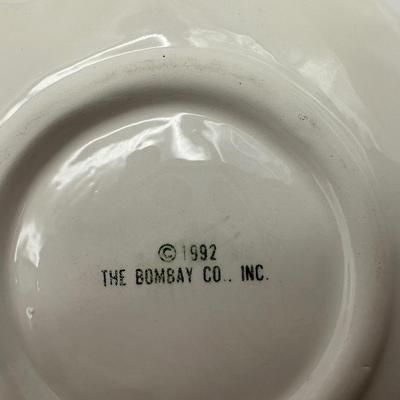 © 1992
THE BOMBAY CO., INC.